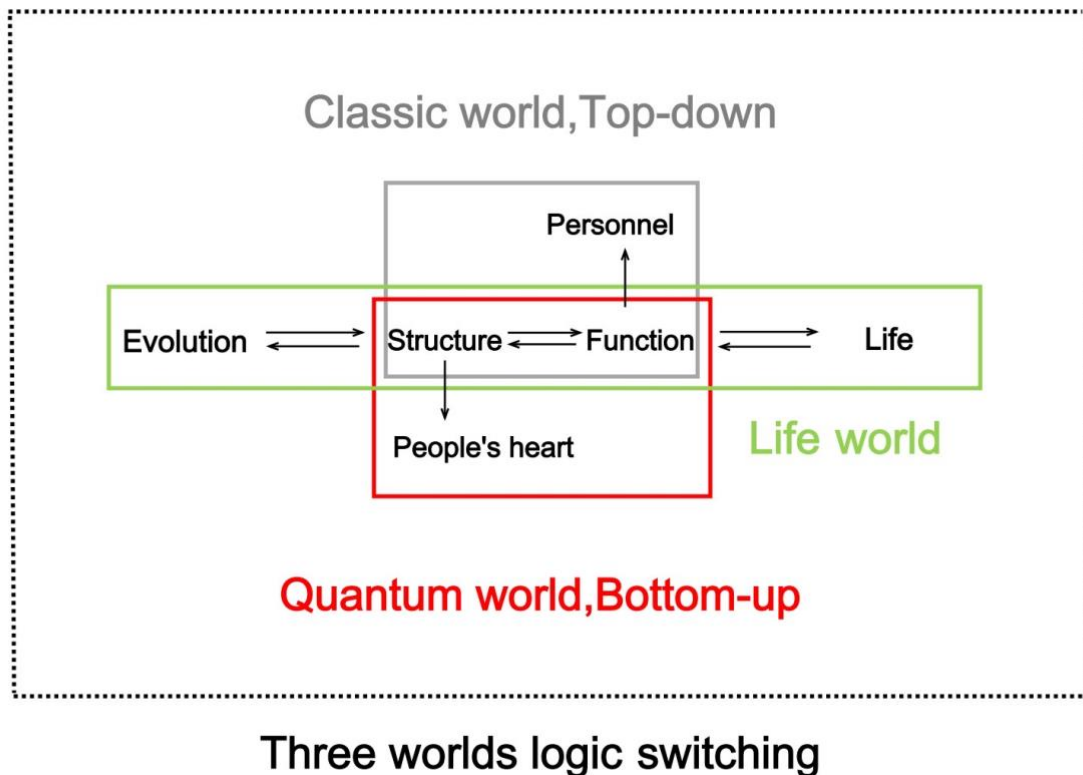 Classic world,Top-down
Personnel
Evolution Structure Function Life
People's heart
Life world
Quantum world,Bottom-up
Three worlds logic switching